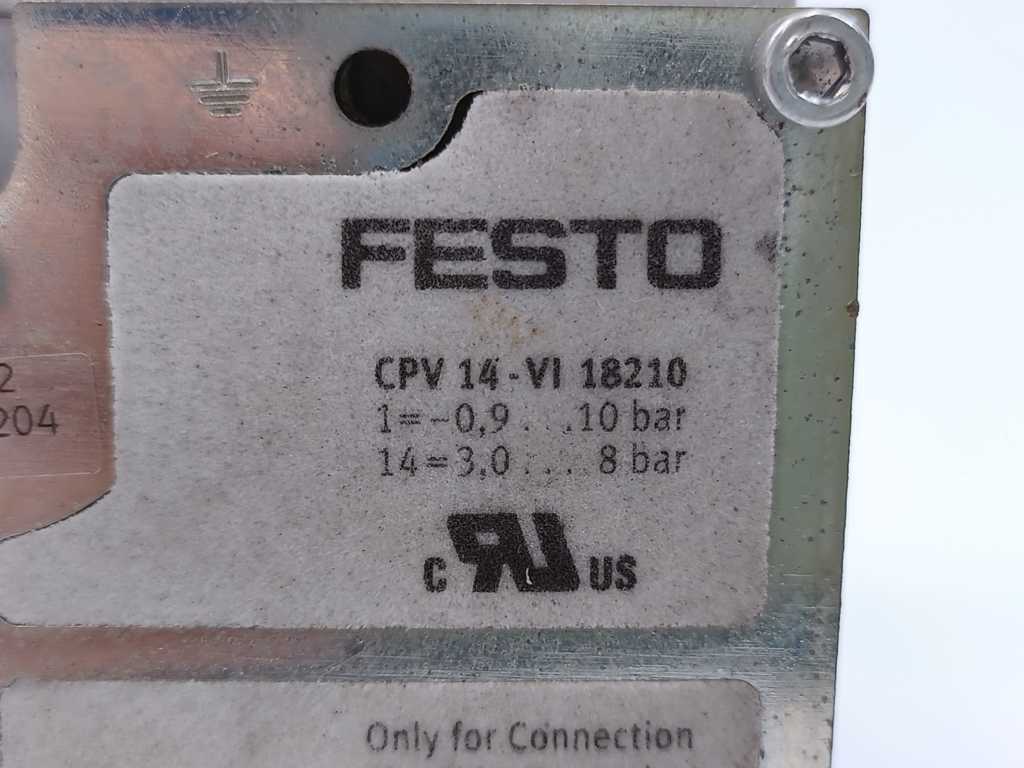 FESTO
CPV 14-VI 18210
1=-0,9...10 bar
14=3,0... 8 bar
2
204
C RU US
Only for Connection